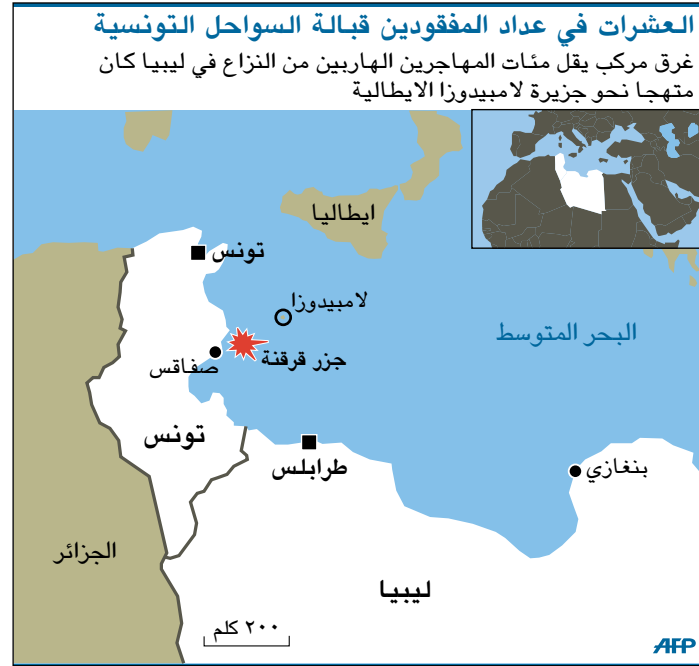 العشرات في عداد المفقودين قبالة السواحل التونسية
غرق مركب يقل مئات المهاجرين الهاربين من النزاع في ليبيا كان
متهجا نحو جزيرة لامبيدوزا الايطالية
ايطاليا
تونس
لامبيدوزا
البحر المتوسط
جزر قرقنة
صفاقس
تونس
طرابلس
بنغازي
الجزائر
ليبيا
٢٠٠ كلم
AFP